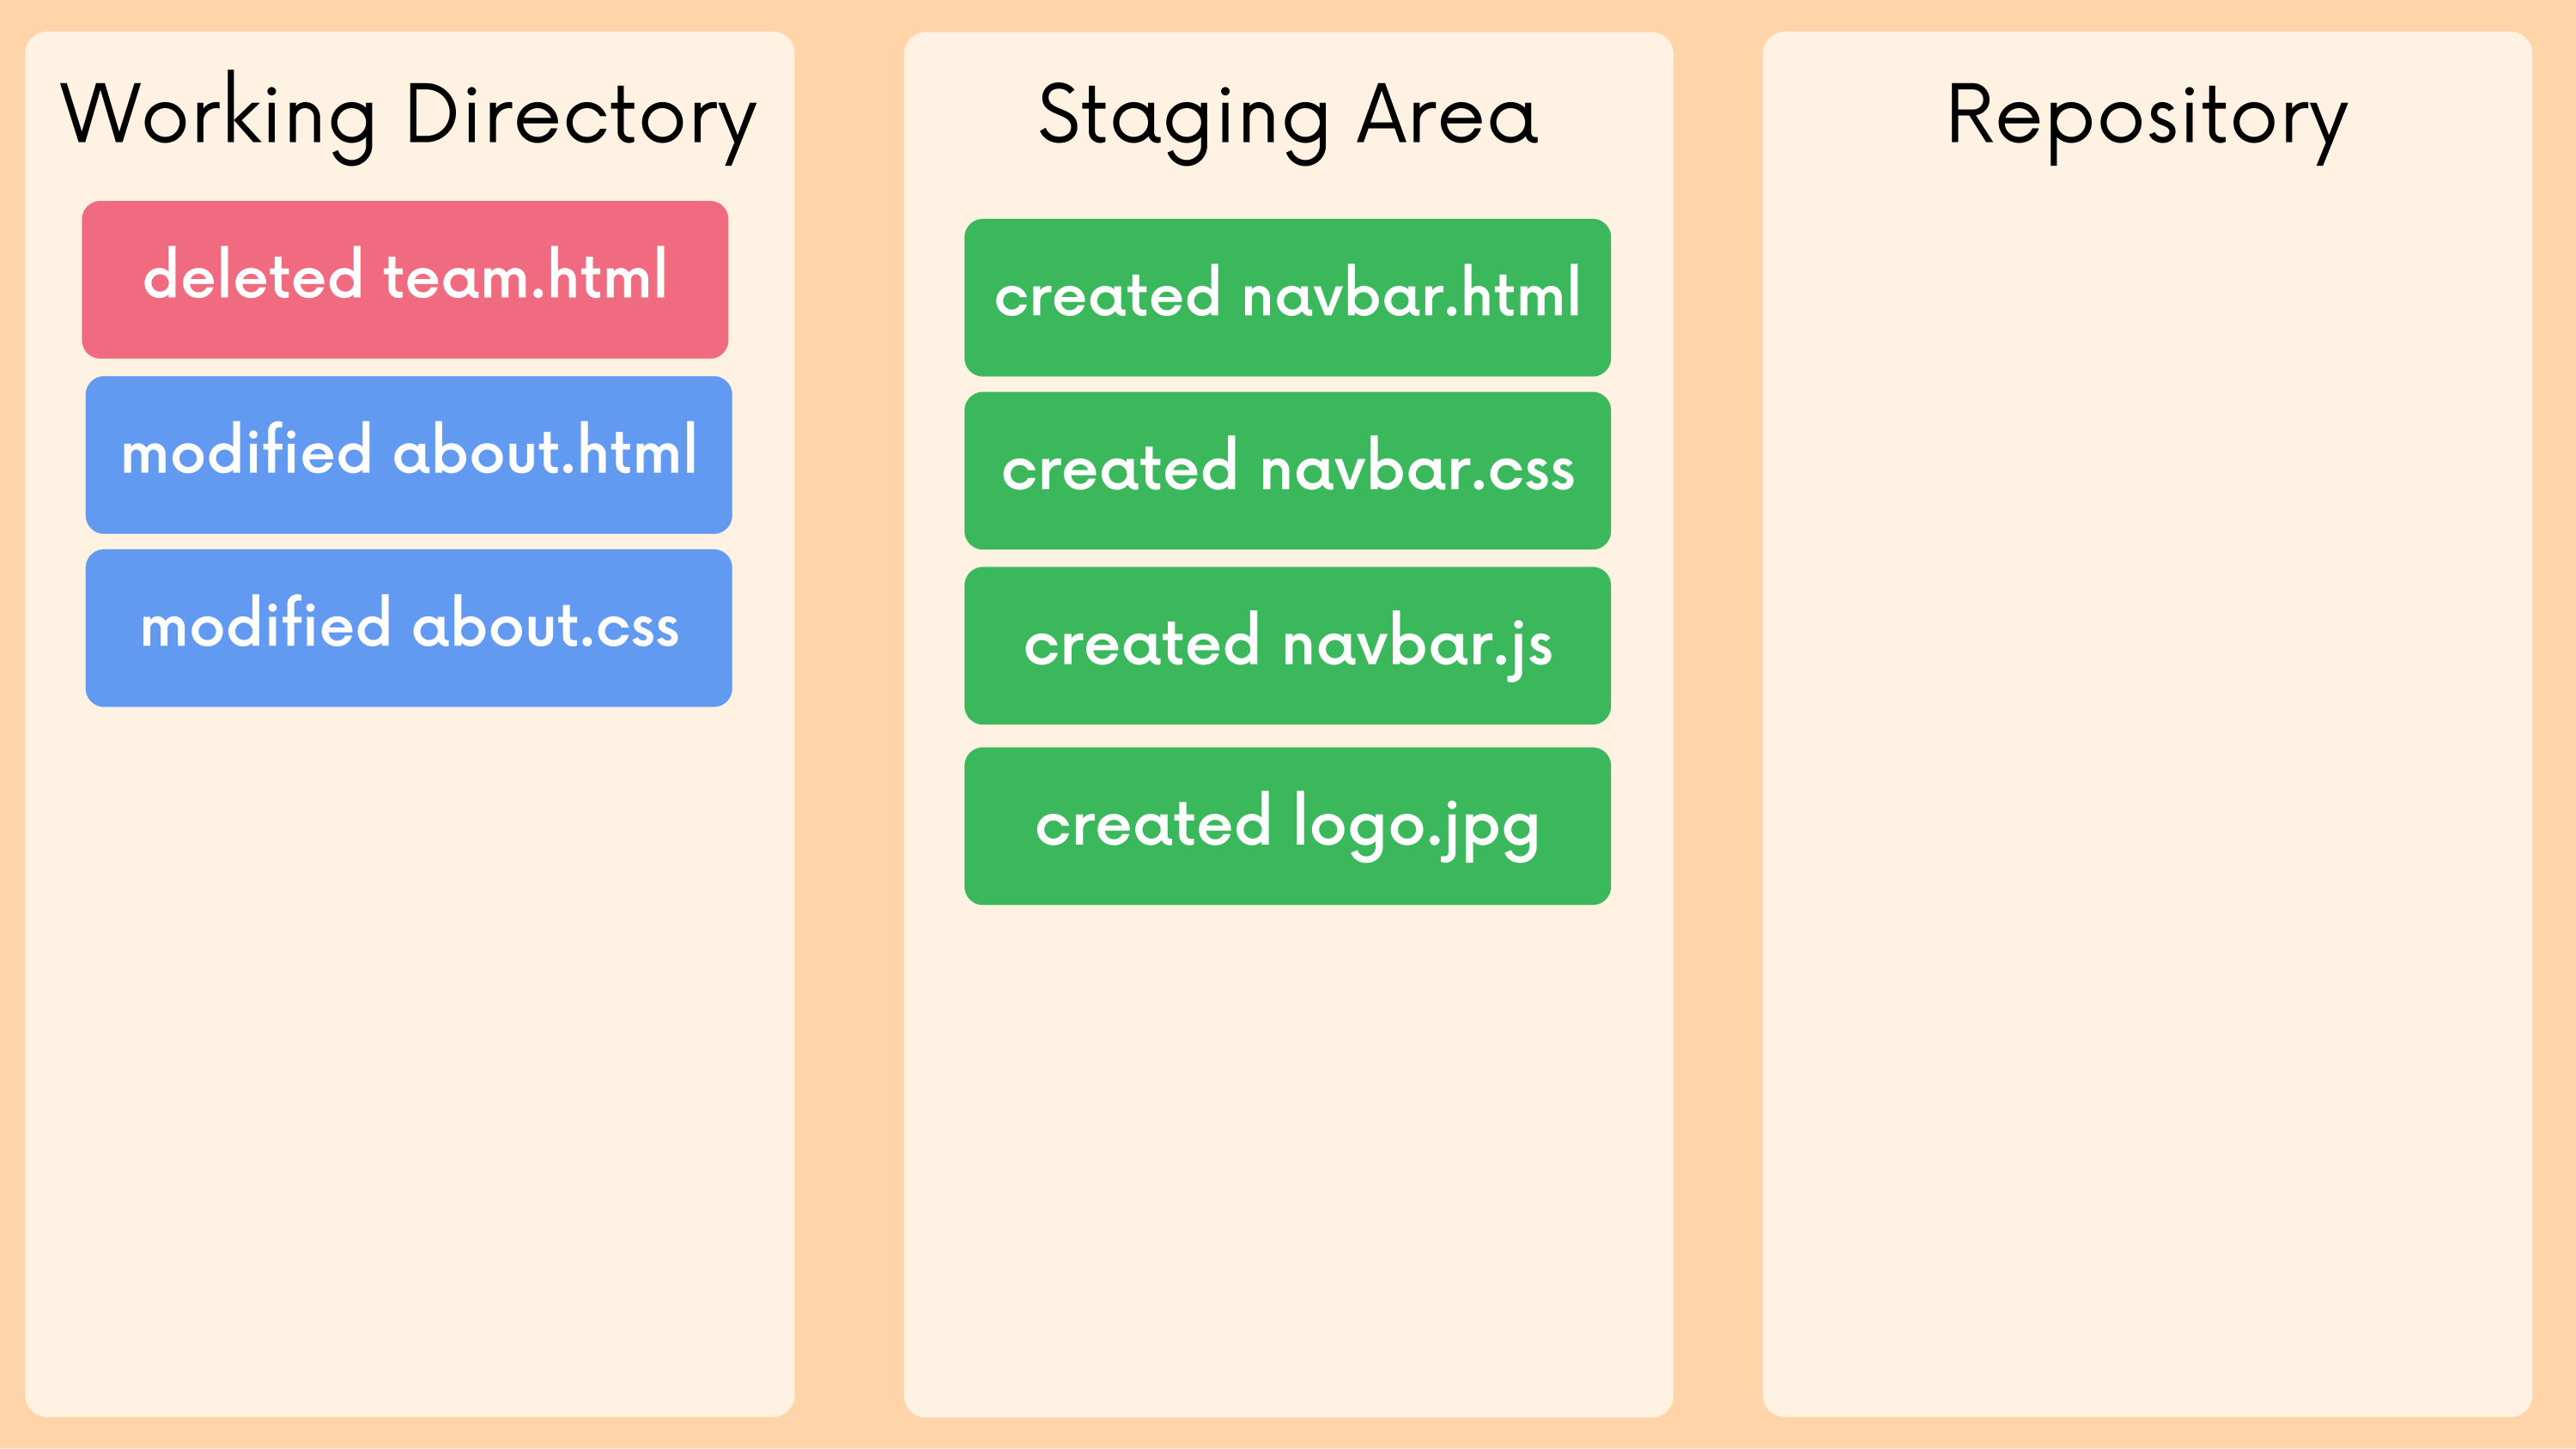 Working Directory
deleted team.html
modified about.html
modified about.css
Staging Area
created navbar.html
created navbar.css
created navbar.js
created logo.jpg
Repository